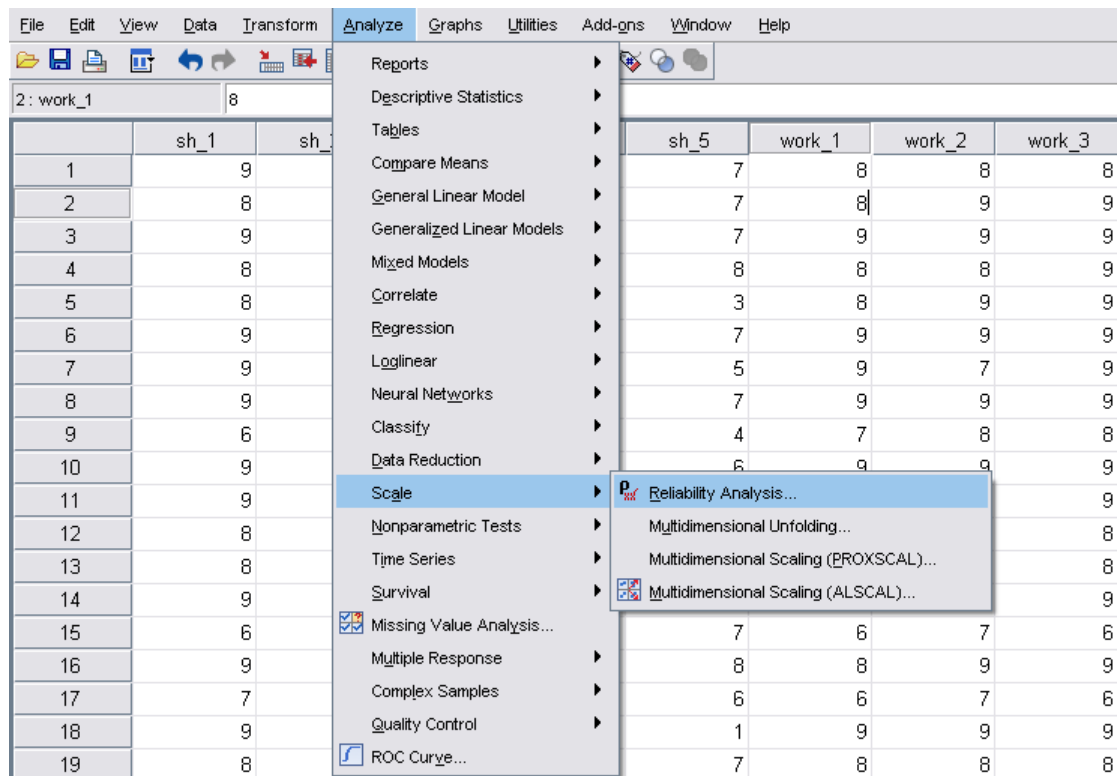 File Edit View Data Transform Analyze Graphs Utilities Add-ons Window Help
2 : work_1 8
sh_1 sh_ sh_5 work_1 work_2 work_3
1 9 7 8 8 8
2 8 7 8 9 9
3 9 7 9 9 9
4 8 8 8 8 9
5 8 3 8 9 9
6 9 7 9 9 9
7 9 5 9 7 9
8 9 7 9 9 9
9 6 4 7 8 8
10 9 6 9 9
11 9 9
12 8 8
13 8 8
14 9 9
15 6 7 6 7 6
16 9 8 8 9 9
17 7 6 6 7 6
18 9 1 9 9 9
19 8 7 8 8 8
Reports
Descriptive Statistics
Tables
Compare Means
General Linear Model
Generalized Linear Models
Mixed Models
Correlate
Regression
Loglinear
Neural Networks
Classify
Data Reduction
Scale
Nonparametric Tests
Time Series
Survival
Missing Value Analysis...
Multiple Response
Complex Samples
Quality Control
ROC Curve...
Reliability Analysis...
Multidimensional Unfolding...
Multidimensional Scaling (PROXSCAL)...
Multidimensional Scaling (ALSCAL)...